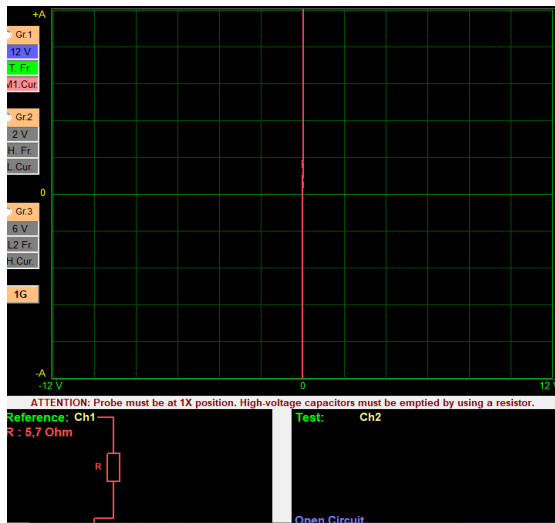 +A
Gr.1
12 V
T. Fr.
M1.Cur.
Gr.2
2 V
H. Fr.
L. Cur.
0
Gr.3
6 V
L2 Fr.
H.Cur.
1G
-A
-12 V 0 12 V
ATTENTION: Probe must be at 1X position. High-voltage capacitors must be emptied by using a resistor.
Reference: Ch1
R : 5,7 Ohm
R
Test: Ch2
Open Circuit